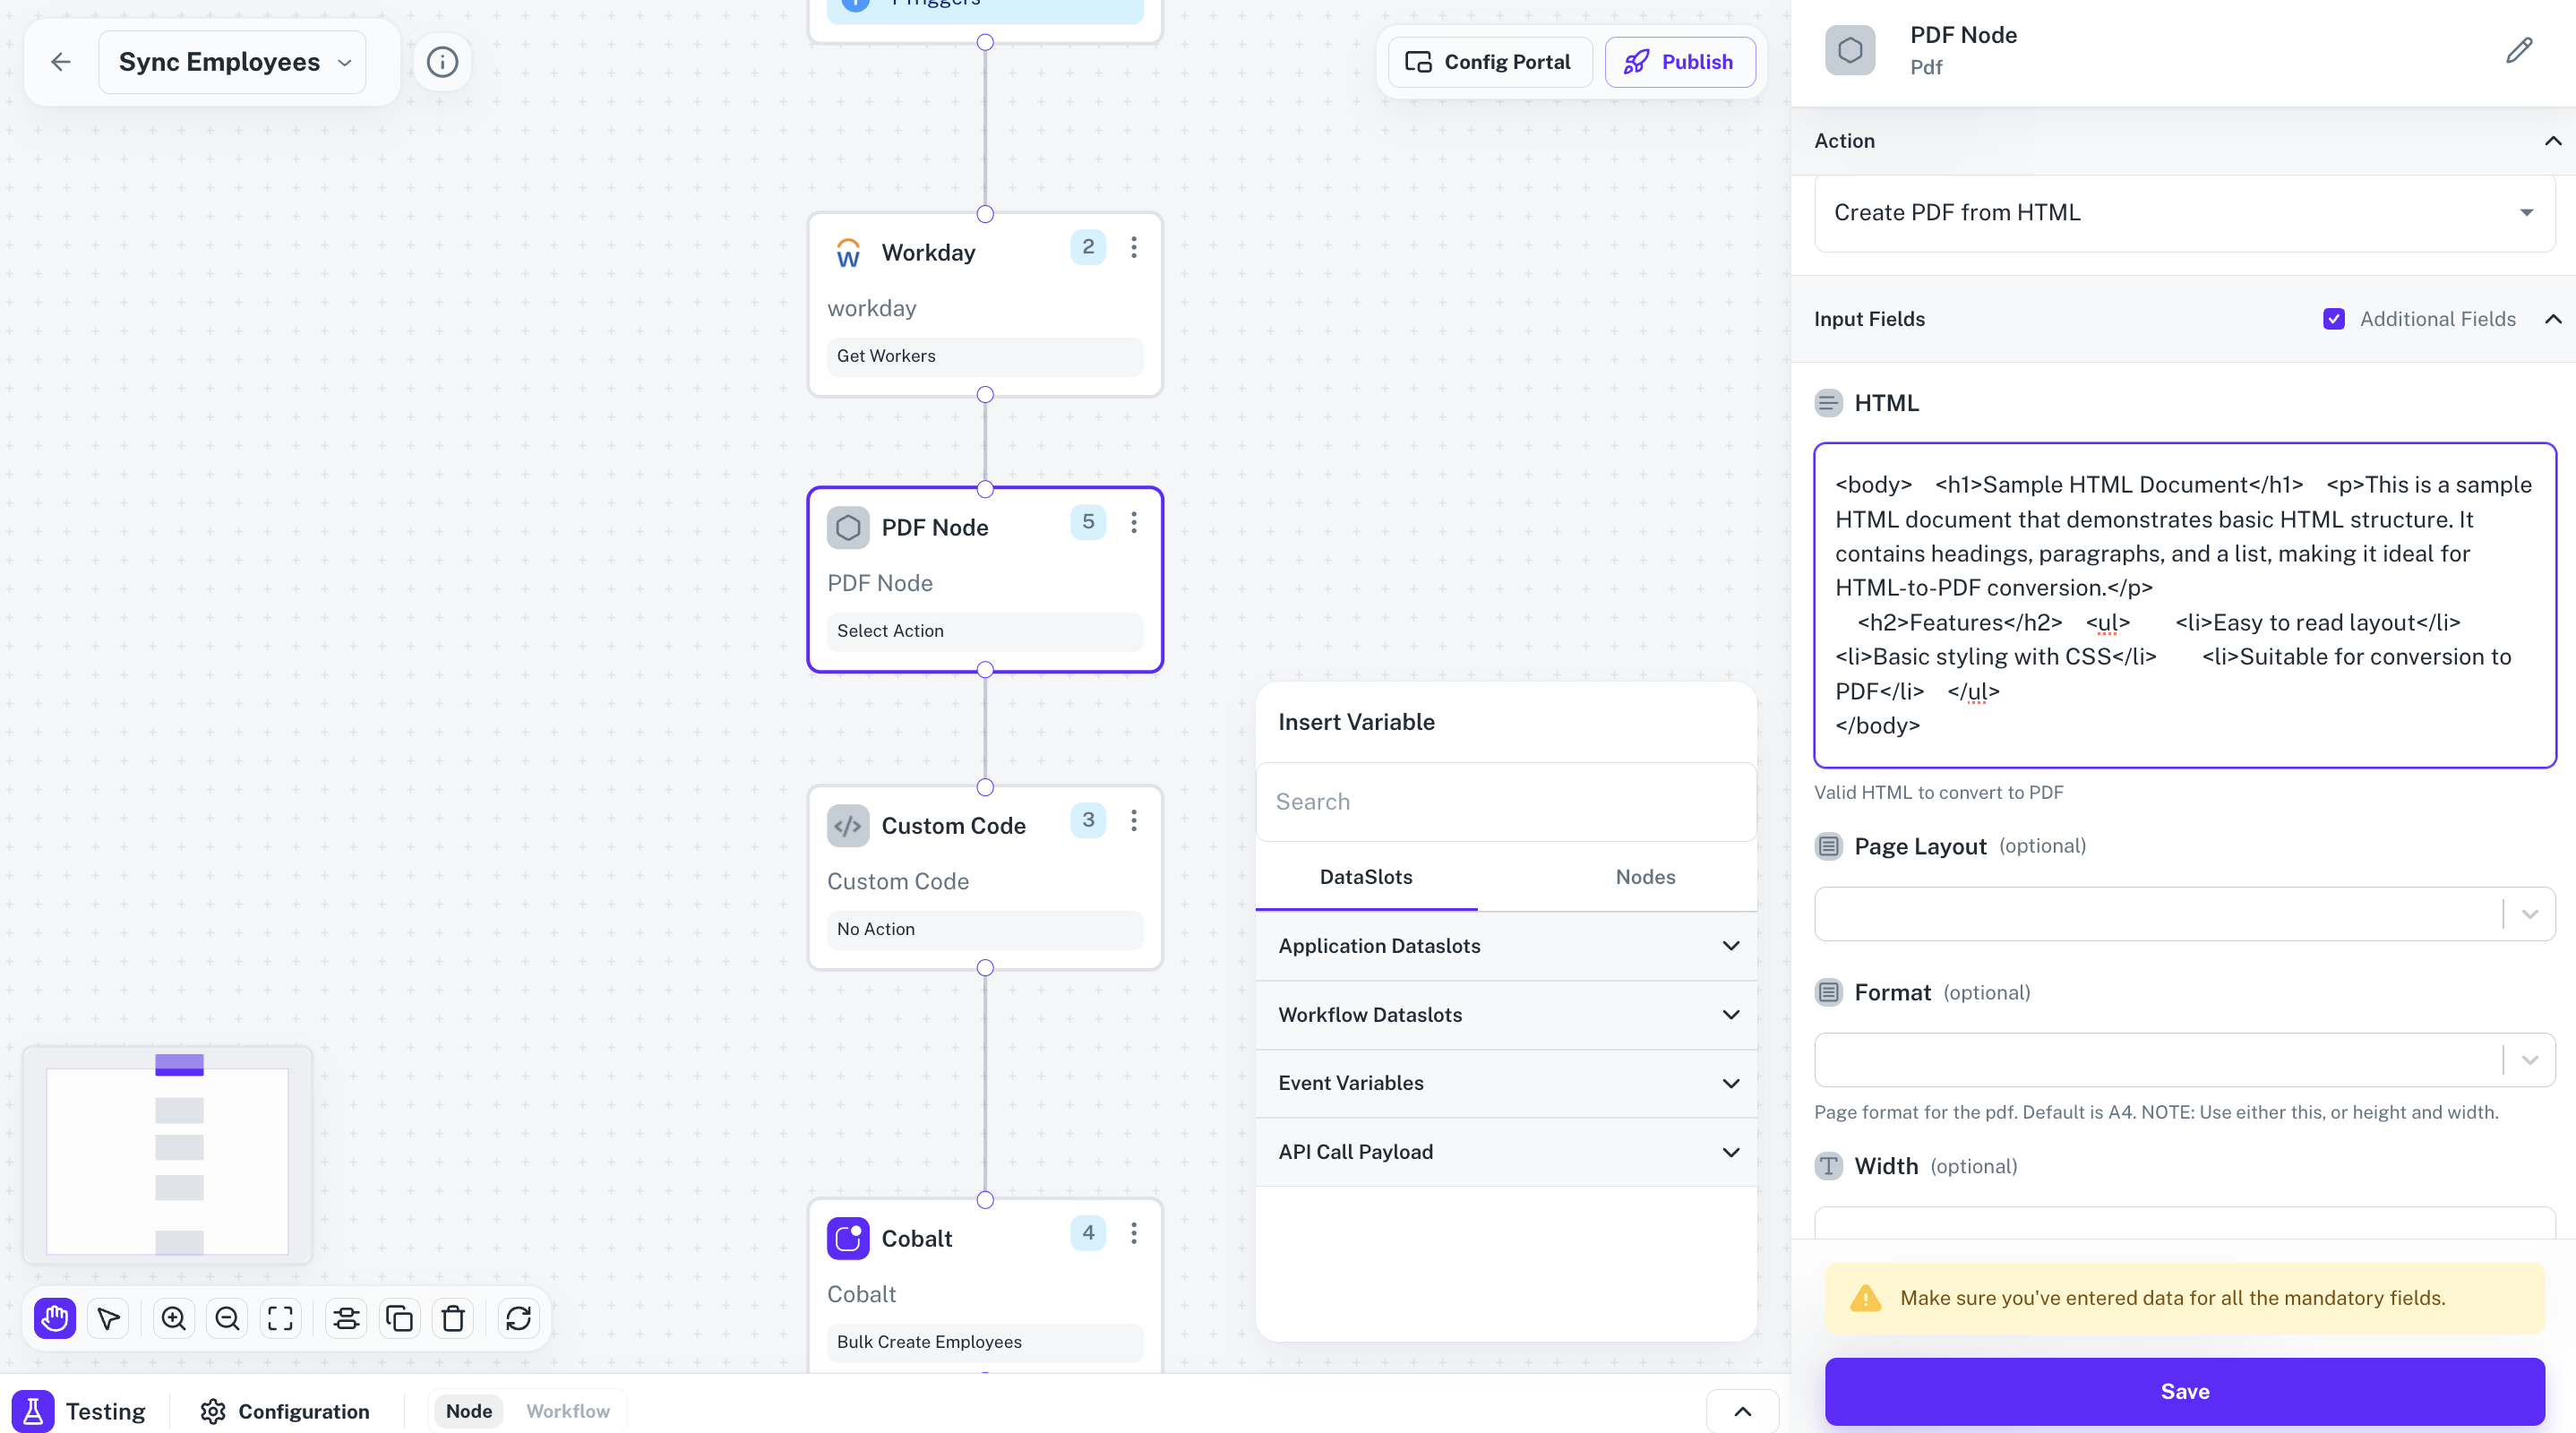 1 Triggers
Sync Employees
Config Portal
Publish
Workday
2
workday
Get Workers
PDF Node
5
PDF Node
Select Action
Custom Code
3
Custom Code
No Action
Cobalt
4
Cobalt
Bulk Create Employees
Insert Variable
Search
DataSlots
Nodes
Application Dataslots
Workflow Dataslots
Event Variables
API Call Payload
Testing
Configuration
Node
Workflow
PDF Node
Pdf
Action
Create PDF from HTML
Input Fields
Additional Fields
HTML
<body> <h1>Sample HTML Document</h1> <p>This is a sample
HTML document that demonstrates basic HTML structure. It
contains headings, paragraphs, and a list, making it ideal for
HTML-to-PDF conversion.</p>
<h2>Features</h2> <ul> <li>Easy to read layout</li>
<li>Basic styling with CSS</li> <li>Suitable for conversion to
PDF</li> </ul>
</body>
Valid HTML to convert to PDF
Page Layout (optional)
Format (optional)
Page format for the pdf. Default is A4. NOTE: Use either this, or height and width.
Width (optional)
Make sure you've entered data for all the mandatory fields.
Save